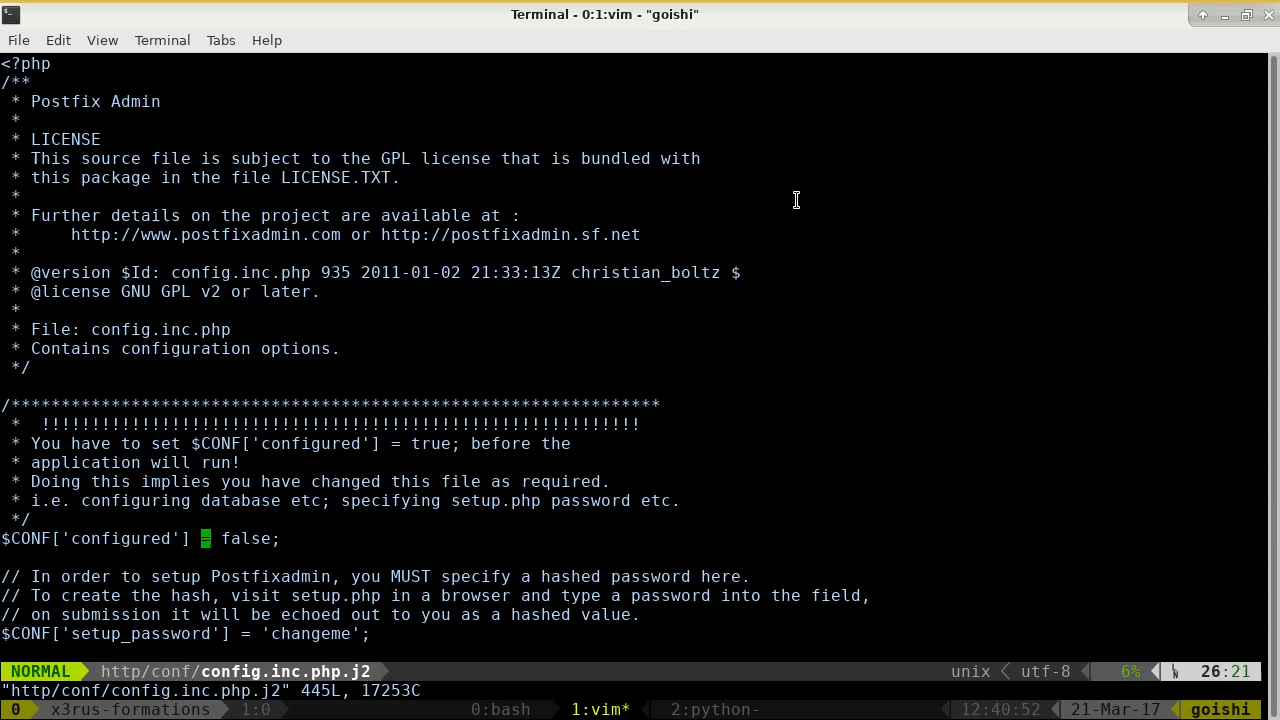 Terminal - 0:1:vim - "goishi"
File Edit View Terminal Tabs Help
<?php
/**
 * Postfix Admin
 *
 * LICENSE
 * This source file is subject to the GPL license that is bundled with
 * this package in the file LICENSE.TXT.
 *
 * Further details on the project are available at :
 *     http://www.postfixadmin.com or http://postfixadmin.sf.net
 *
 * @version $Id: config.inc.php 935 2011-01-02 21:33:13Z christian_boltz $
 * @license GNU GPL v2 or later.
 *
 * File: config.inc.php
 * Contains configuration options.
 */
/*****************************************************************
 *  !!!!!!!!!!!!!!!!!!!!!!!!!!!!!!!!!!!!!!!!!!!!!!!!!!!!!!!!!!!!
 * You have to set $CONF['configured'] = true; before the
 * application will run!
 * Doing this implies you have changed this file as required.
 * i.e. configuring database etc; specifying setup.php password etc.
 */
$CONF['configured'] = false;
// In order to setup Postfixadmin, you MUST specify a hashed password here.
// To create the hash, visit setup.php in a browser and type a password into the field,
// on submission it will be echoed out to you as a hashed value.
$CONF['setup_password'] = 'changeme';
NORMAL http/conf/config.inc.php.j2 unix utf-8 6% 26:21
"http/conf/config.inc.php.j2" 445L, 17253C
0 x3rus-formations 1:0 0:bash 1:vim* 2:python- 12:40:52 21-Mar-17 goishi